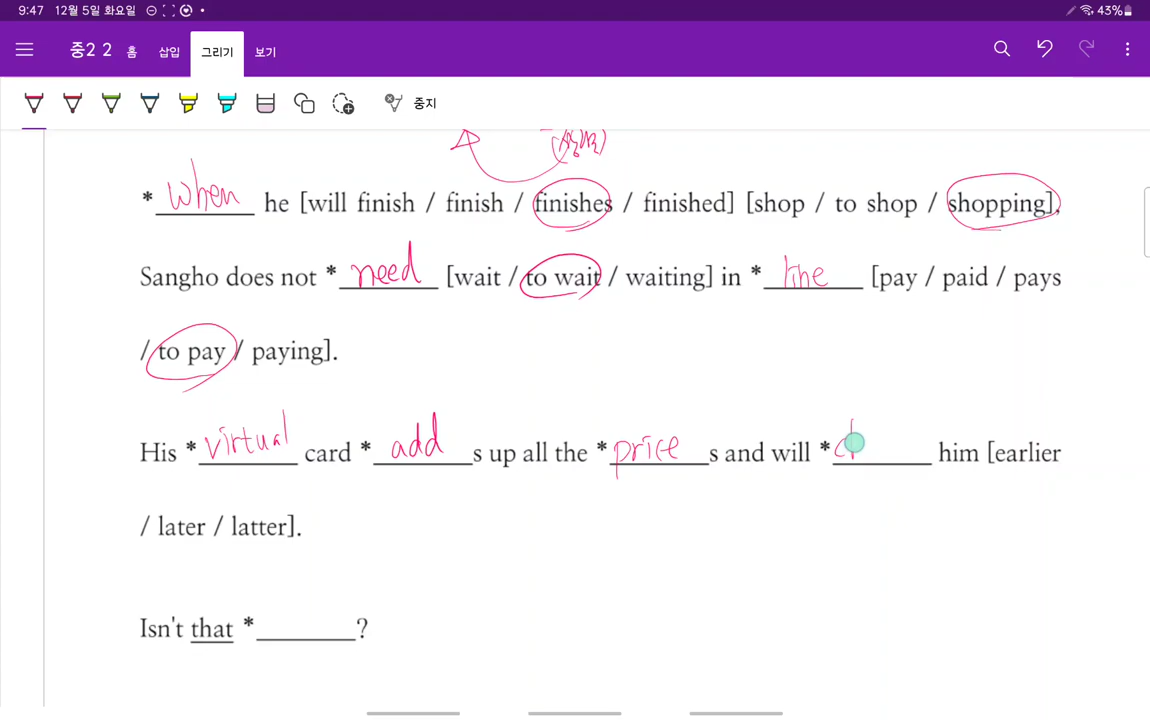 9:47 12월 5일 화요일 43%
중2 2 홈 삽입 그리기 보기
중지
*when he [will finish / finish / finishes / finished] [shop / to shop / shopping],
Sangho does not *need [wait / to wait / waiting] in *line [pay / paid / pays
/ to pay / paying].
His *virtual card *adds up all the *prices and will *c him [earlier
/ later / latter].
Isn't that *________?